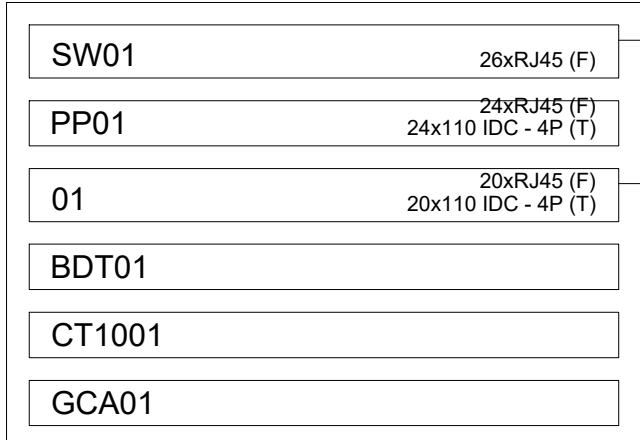 SW01
26xRJ45 (F)
PP01
24xRJ45 (F)
24x110 IDC - 4P (T)
01
20xRJ45 (F)
20x110 IDC - 4P (T)
BDT01
CT1001
GCA01